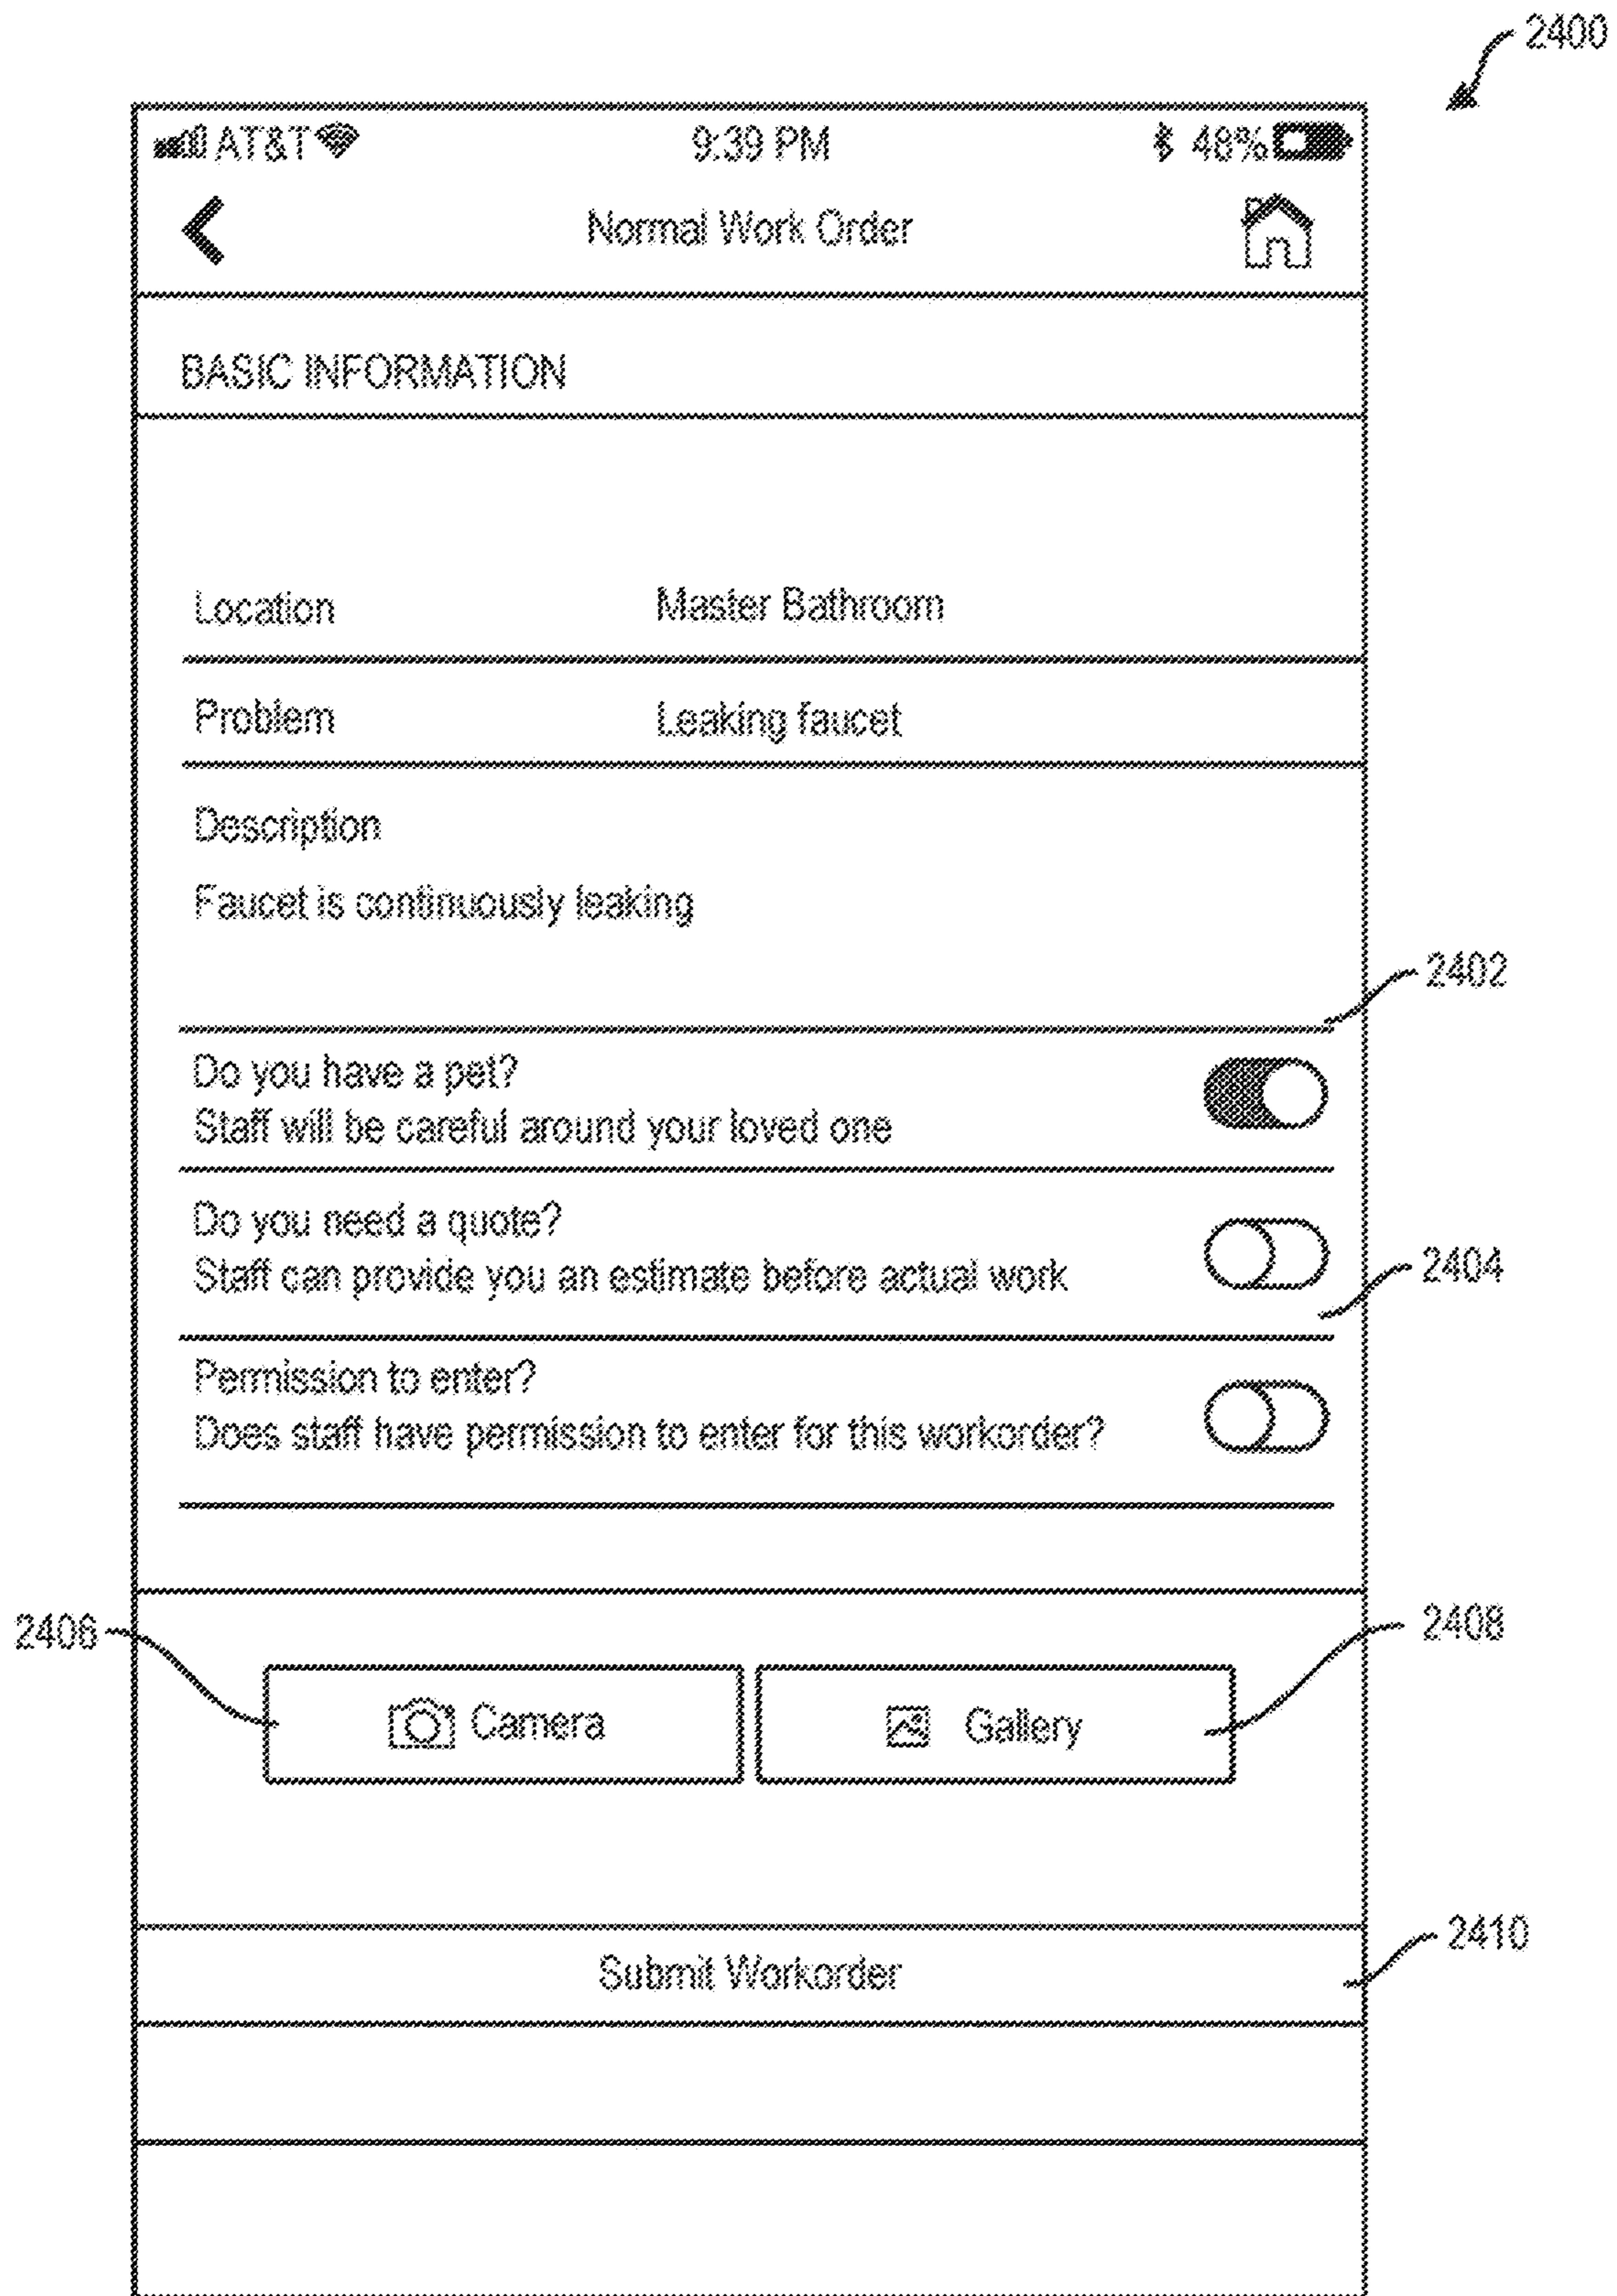 2400
AT&T 9:39 PM 48%
Normal Work Order
BASIC INFORMATION
Location Master Bathroom
Problem Leaking faucet
Description
Faucet is continuously leaking
2402
Do you have a pet?
Staff will be careful around your loved one
Do you need a quote?
Staff can provide you an estimate before actual work
2404
Permission to enter?
Does staff have permission to enter for this workorder?
2406
2408
Camera Gallery
2410
Submit Workorder